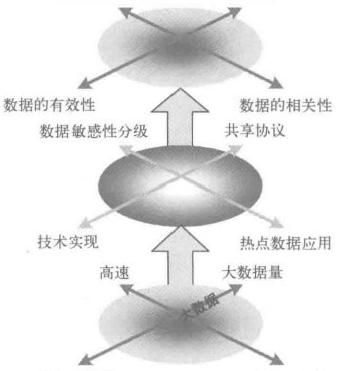 数据的有效性
数据的相关性
数据敏感性分级
共享协议
技术实现
热点数据应用
高速
大数据量
大数据